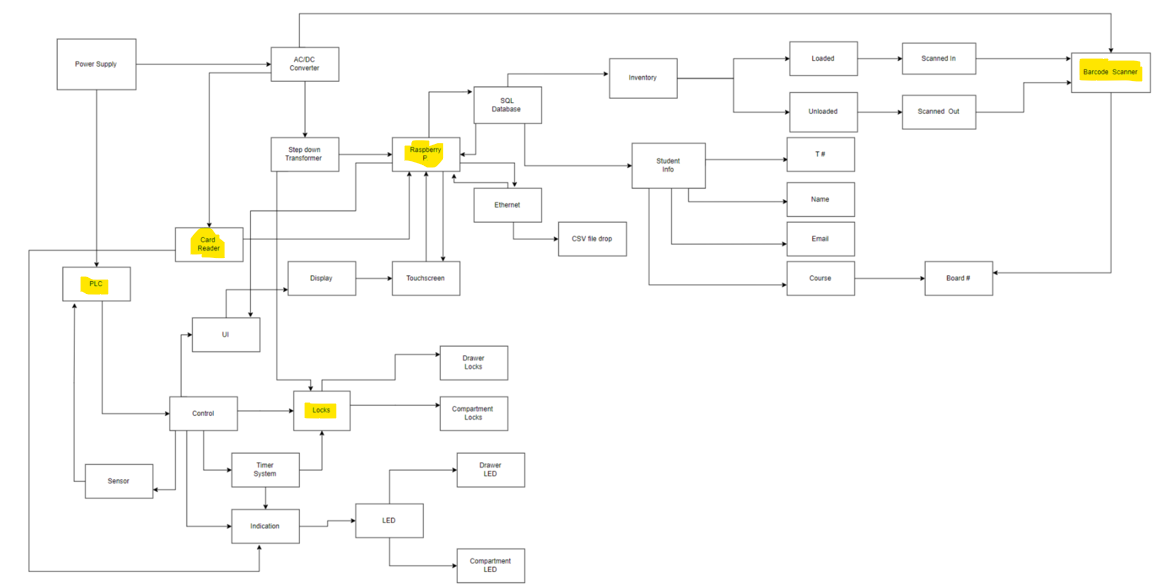 Power Supply
AC/DC
Converter
Step down
Transformer
Raspberry
P
SQL
Database
Inventory
Loaded
Scanned In
Barcode Scanner
Unloaded
Scanned Out
Student
Info
T #
Name
Email
Course
Board #
Ethernet
CSV file drop
Card
Reader
PLC
Display
Touchscreen
UI
Control
Locks
Drawer
Locks
Compartment
Locks
Sensor
Timer
System
Indication
LED
Drawer
LED
Compartment
LED